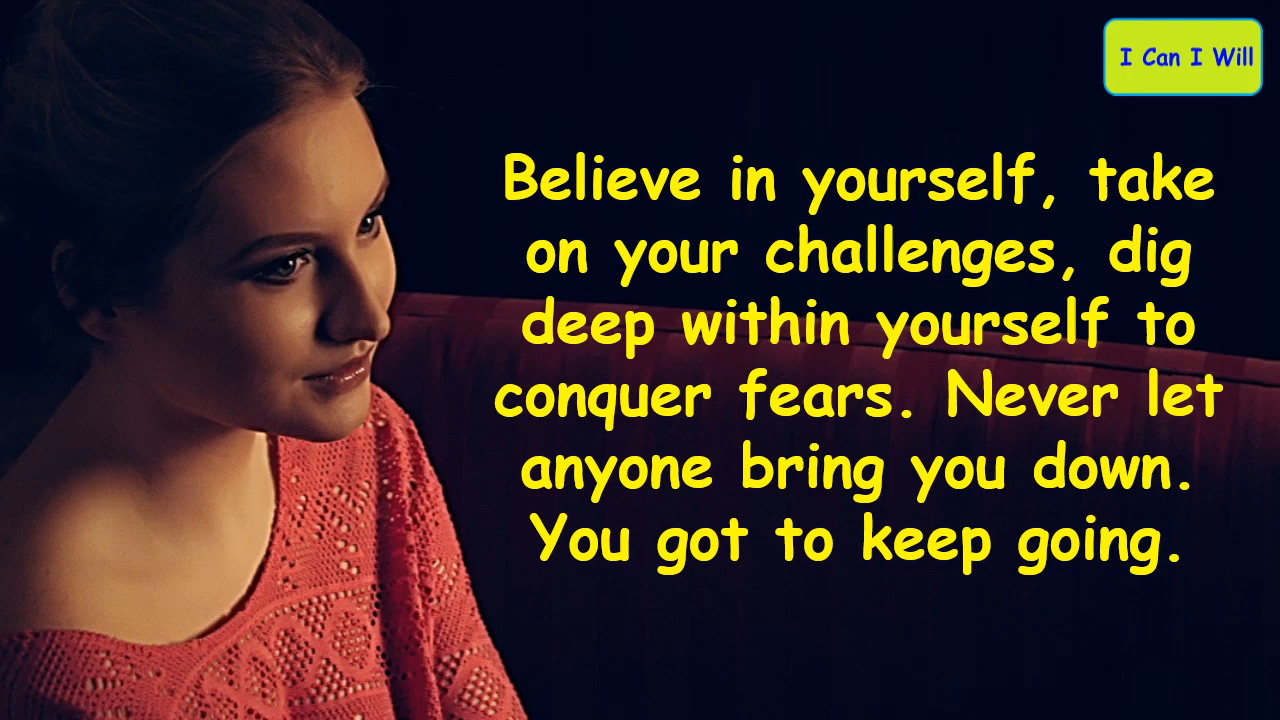 I Can I Will
Believe in yourself, take
on your challenges, dig
deep within yourself to
conquer fears. Never let
anyone bring you down.
You got to keep going.